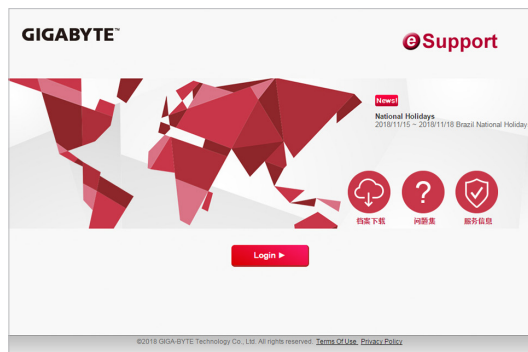 GIGABYTE™
eSupport
News!
National Holidays
2018/11/15 ~ 2018/11/18 Brazil National Holiday
档案下载 问题集 服务信息
Login ►
©2018 GIGA-BYTE Technology Co., Ltd. All rights reserved. Terms Of Use Privacy Policy